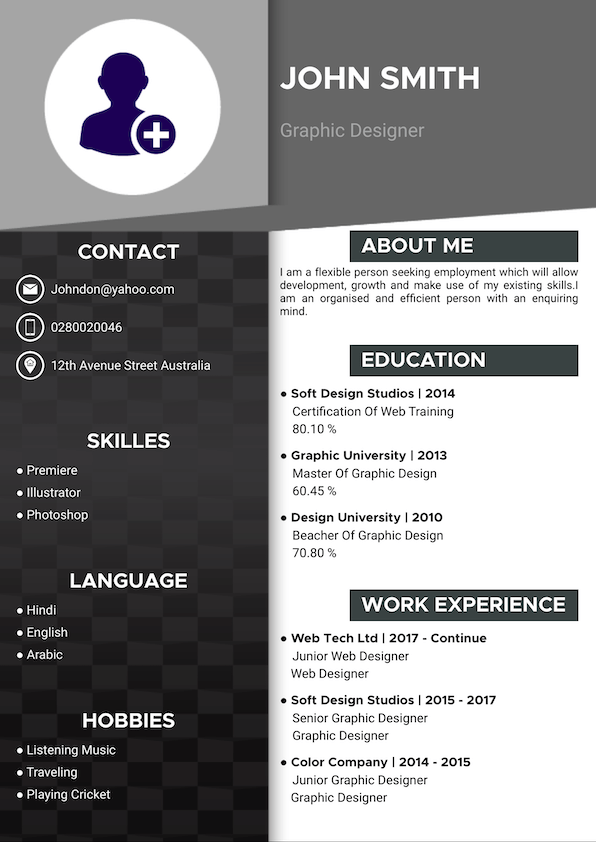 JOHN SMITH
Graphic Designer
CONTACT
Johndon@yahoo.com
0280020046
12th Avenue Street Australia
SKILLES
● Premiere
● Illustrator
● Photoshop
LANGUAGE
● Hindi
● English
● Arabic
HOBBIES
● Listening Music
● Traveling
● Playing Cricket
ABOUT ME
I am a flexible person seeking employment which will allow
development, growth and make use of my existing skills.I
am an organised and efficient person with an enquiring
mind.
EDUCATION
● Soft Design Studios | 2014
Certification Of Web Training
80.10 %
● Graphic University | 2013
Master Of Graphic Design
60.45 %
● Design University | 2010
Beacher Of Graphic Design
70.80 %
WORK EXPERIENCE
● Web Tech Ltd | 2017 - Continue
Junior Web Designer
Web Designer
● Soft Design Studios | 2015 - 2017
Senior Graphic Designer
Graphic Designer
● Color Company | 2014 - 2015
Junior Graphic Designer
Graphic Designer